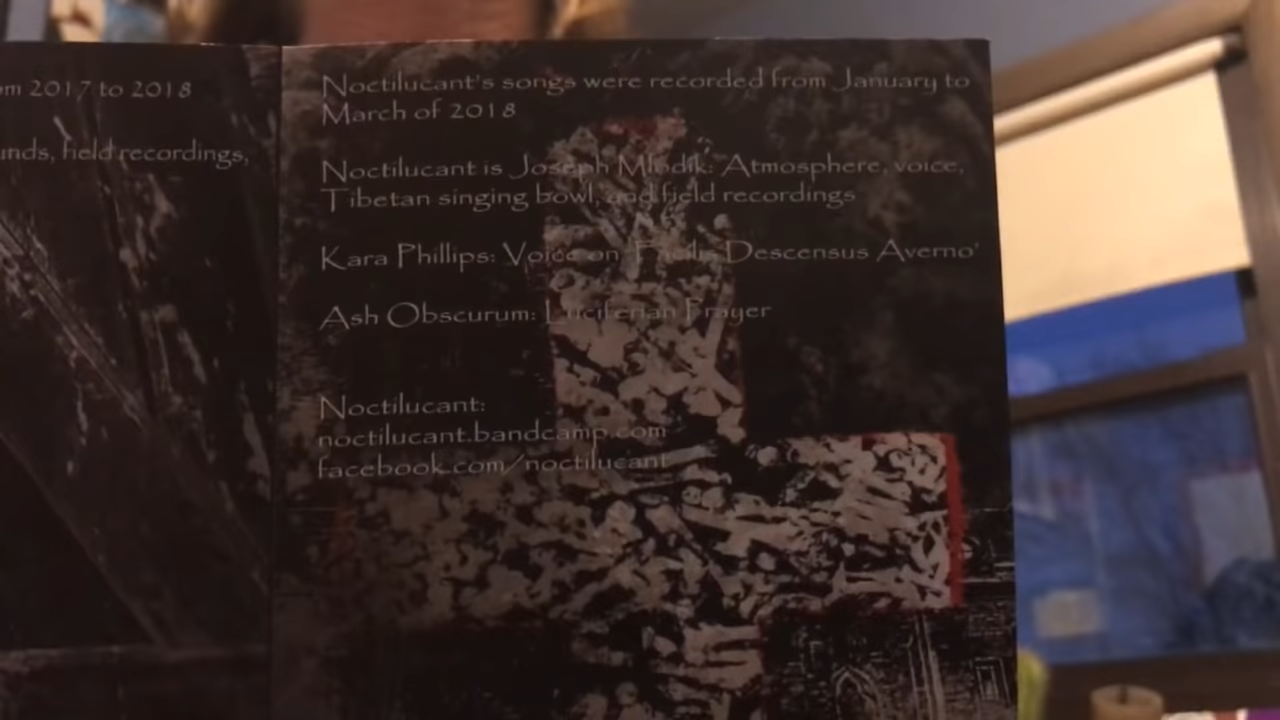 om 2017 to 2018
unds, field recordings,
Noctilucant's songs were recorded from January to
March of 2018
Noctilucant is Joseph Mlodik: Atmosphere, voice,
Tibetan singing bowl, and field recordings
Kara Phillips: Voice on 'Facilis Descensus Averno'
Ash Obscurum: Luciferian Prayer
Noctilucant:
noctilucant.bandcamp.com
facebook.com/noctilucant